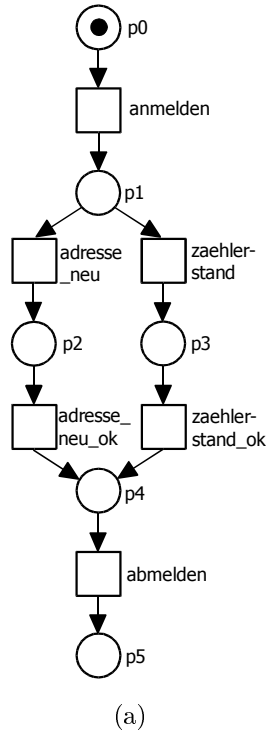 p0
anmelden
p1
adresse
_neu
zaehler-
stand
p2
p3
adresse_
neu_ok
zaehler-
stand_ok
p4
abmelden
p5
(a)